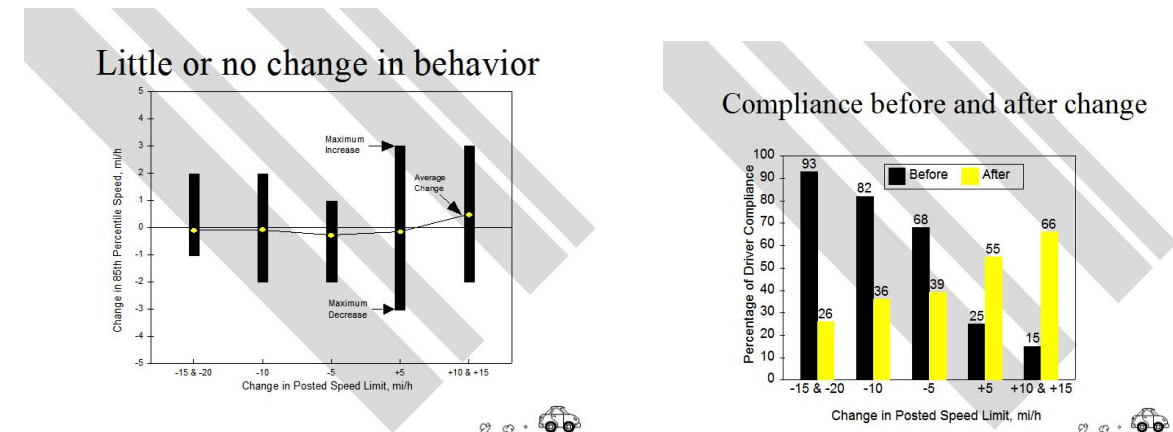 Little or no change in behavior
5
4
3
2
1
0
-1
-2
-3
-4
-5
Change in 85th Percentile Speed, mi/h
Maximum
Increase
Average
Change
Maximum
Decrease
-15 & -20
-10
-5
+5
+10 & +15
Change in Posted Speed Limit, mi/h
Compliance before and after change
100
90
80
70
60
50
40
30
20
10
0
Percentage of Driver Compliance
Before
After
93
26
82
36
68
39
25
55
15
66
-15 & -20
-10
-5
+5
+10 & +15
Change in Posted Speed Limit, mi/h